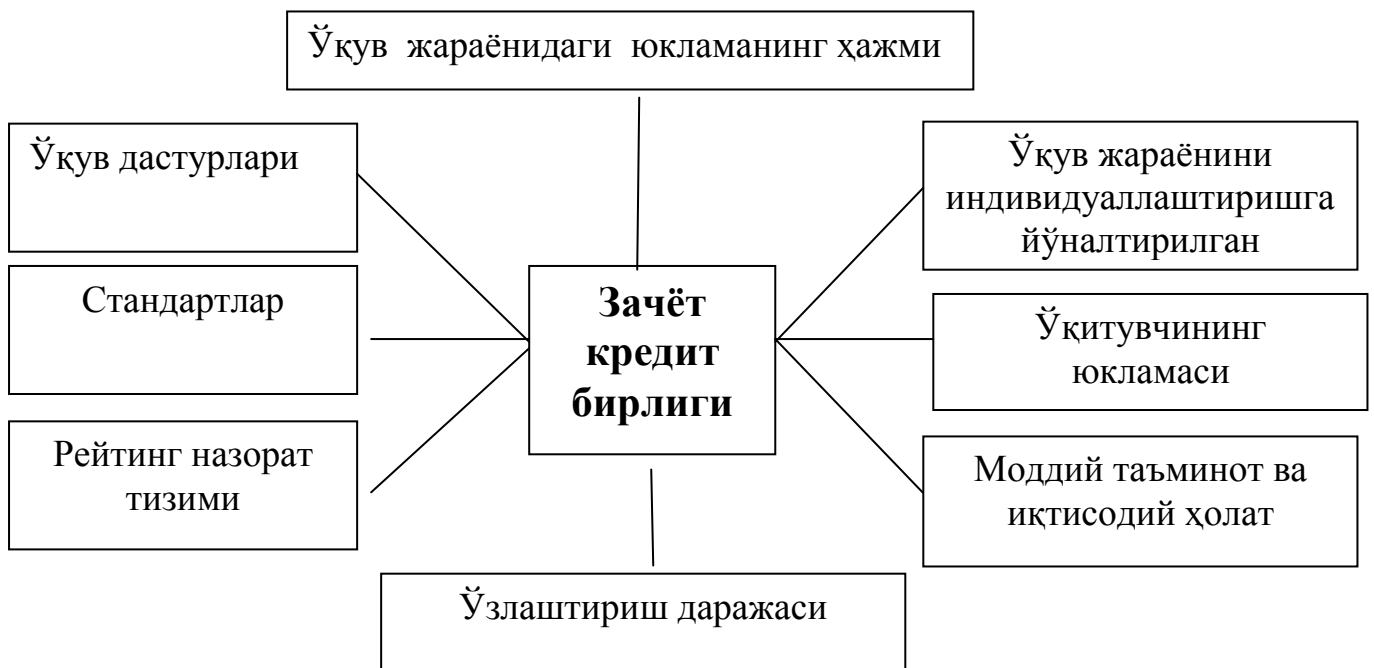 Ўқув жараёнидаги юкламанинг ҳажми
Ўқув дастурлари
Стандартлар
Рейтинг назорат
тизими
Зачёт
кредит
бирлиги
Ўқув жараёнини
индивидуаллаштиришга
йўналтирилган
Ўқитувчининг
юкламаси
Моддий таъминот ва
иқтисодий ҳолат
Ўзлаштириш даражаси